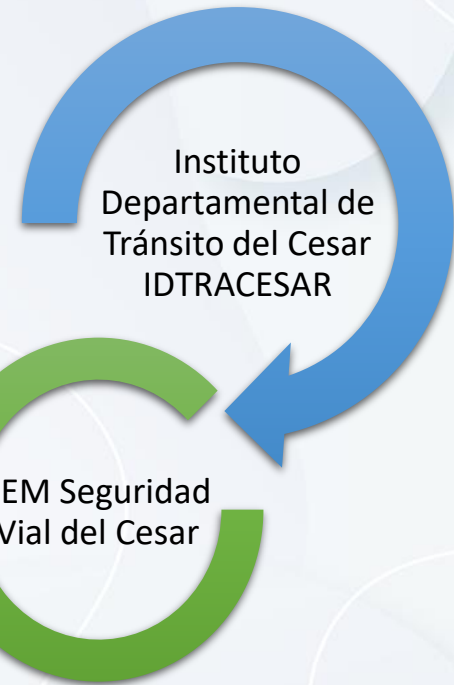 Instituto
Departamental de
Tránsito del Cesar
IDTRACESAR
EM Seguridad
Vial del Cesar